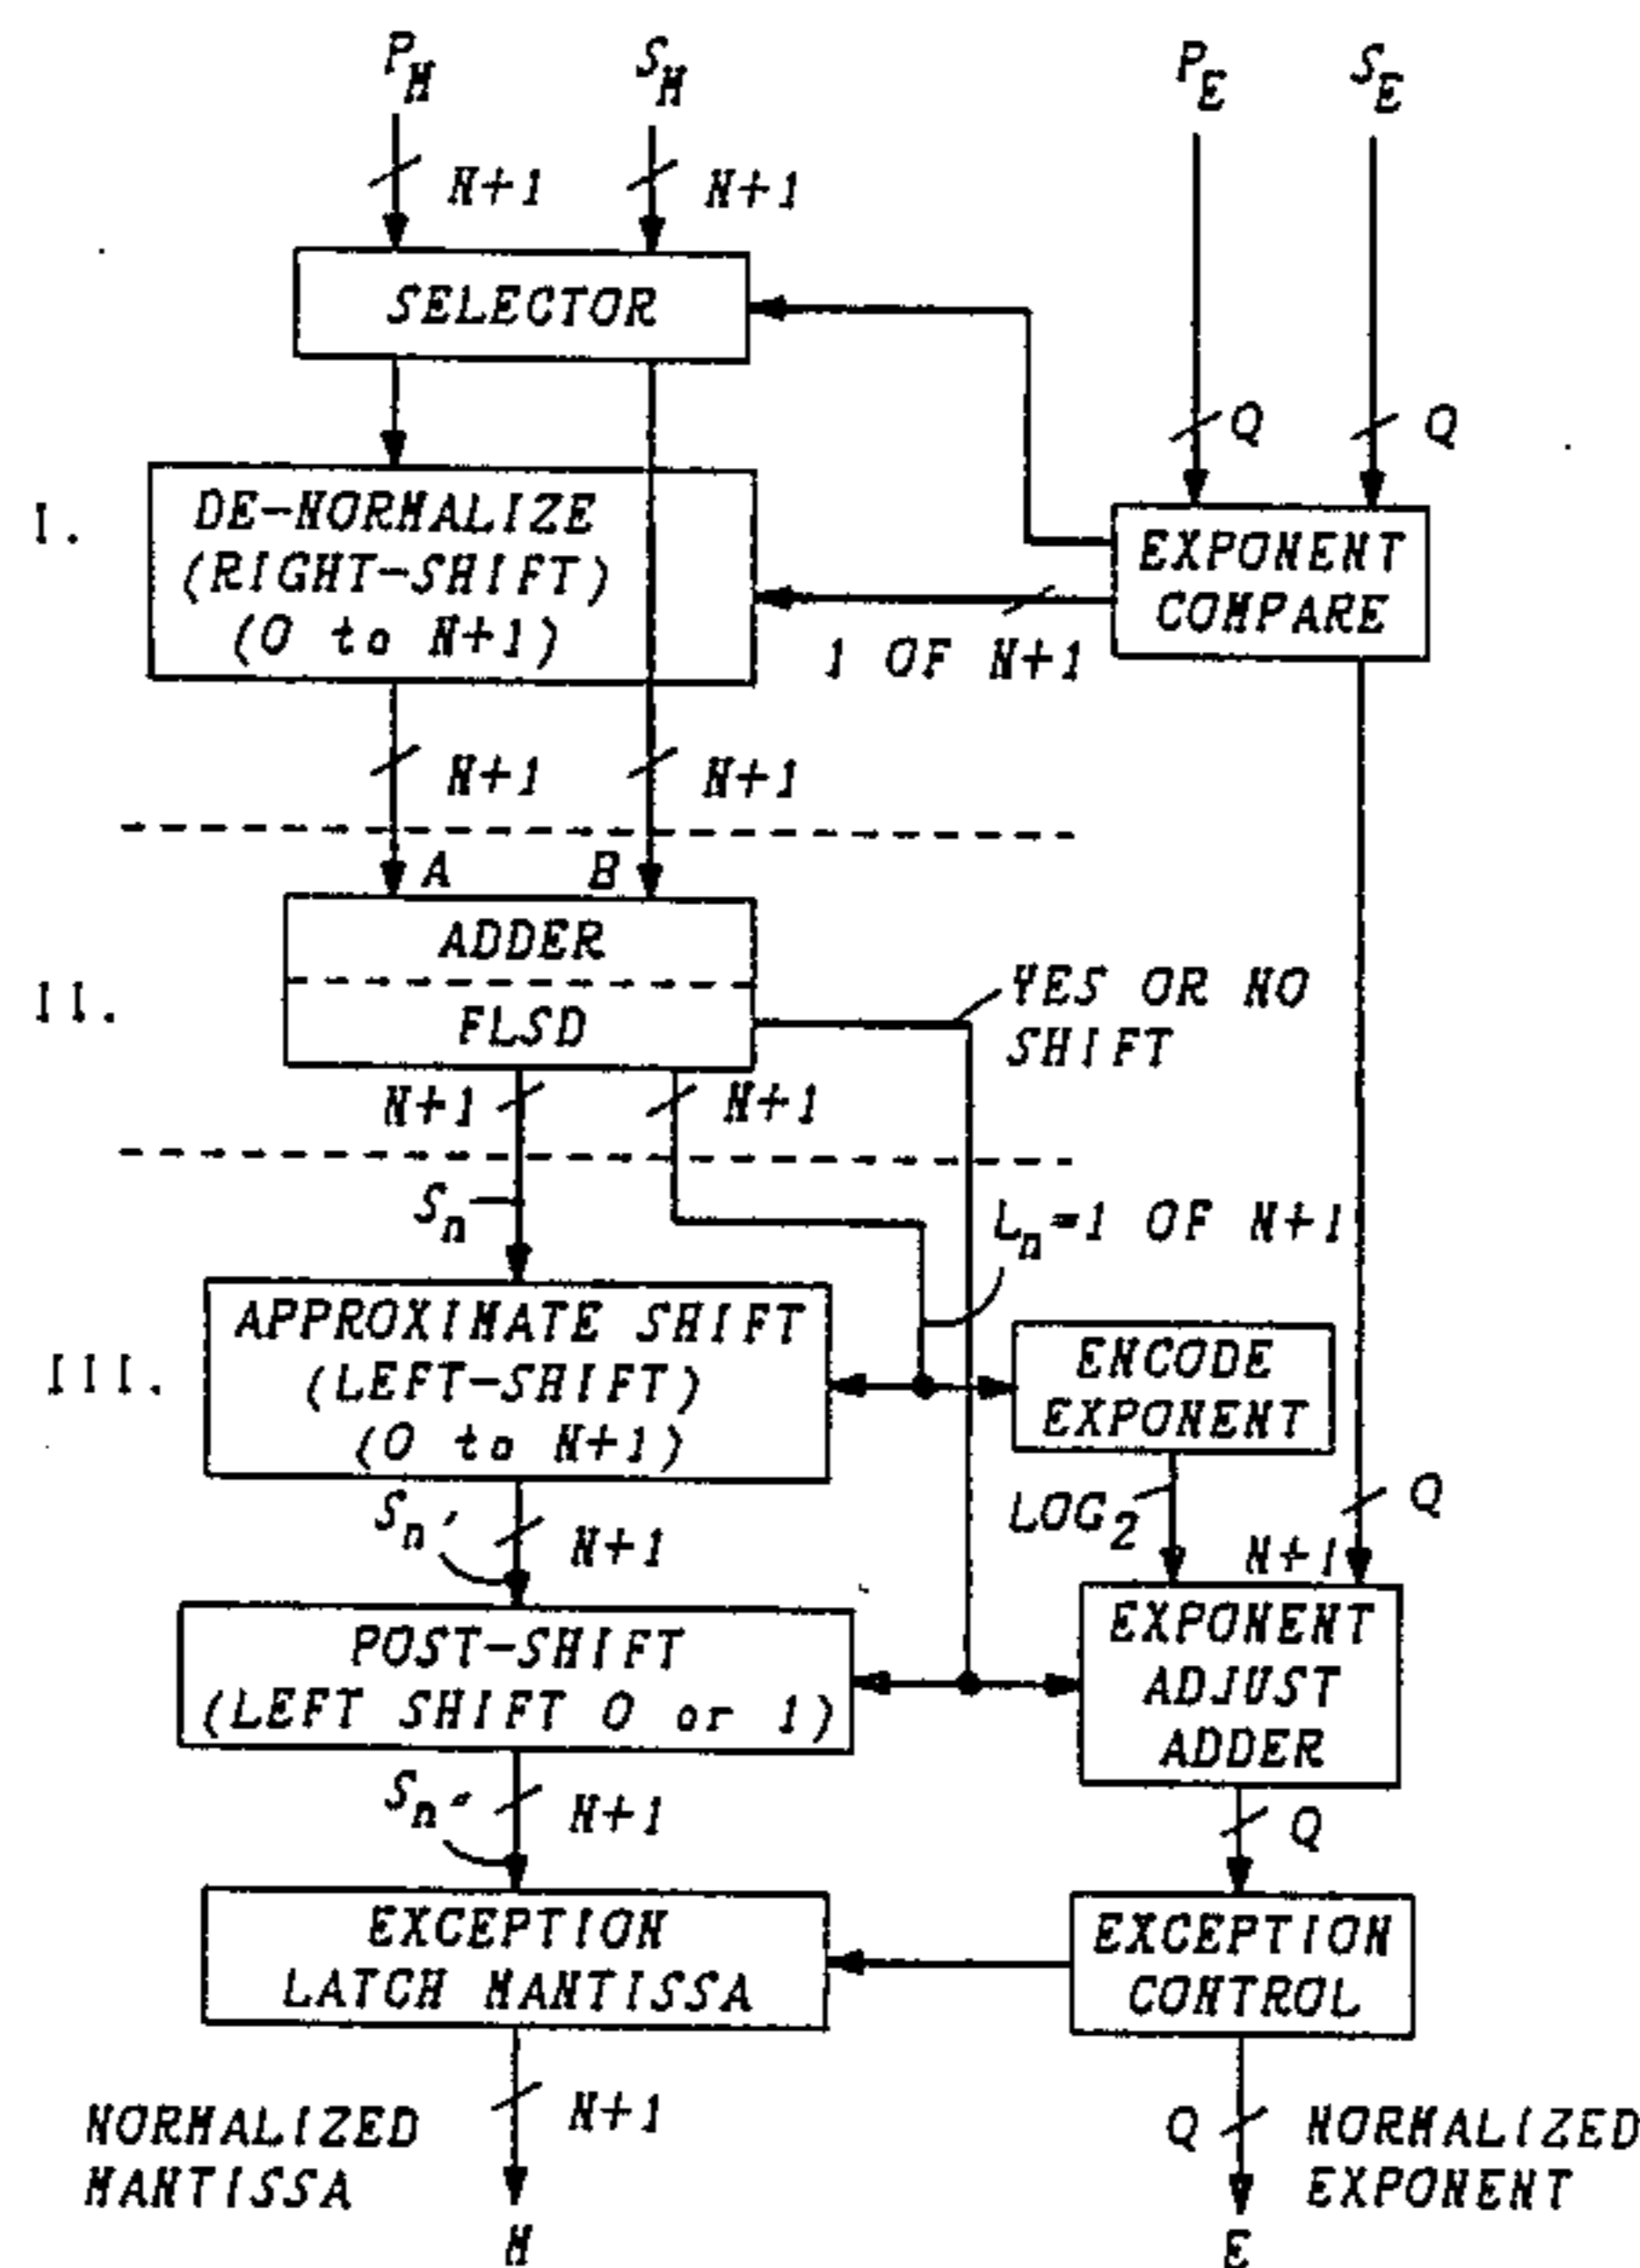 P_M S_M P_E S_E
N+1 N+1
SELECTOR
Q Q
I.
DE-NORMALIZE
(RIGHT-SHIFT)
(0 to N+1)
EXPONENT
COMPARE
1 OF N+1
N+1 N+1
A B
II.
ADDER
FLSD
YES OR NO
SHIFT
N+1 N+1
S_n
L_n=1 OF N+1
III.
APPROXIMATE SHIFT
(LEFT-SHIFT)
(0 to N+1)
ENCODE
EXPONENT
S_n' N+1
LOG_2 N+1 Q
POST-SHIFT
(LEFT SHIFT 0 or 1)
EXPONENT
ADJUST
ADDER
S_n" N+1
Q
EXCEPTION
LATCH MANTISSA
EXCEPTION
CONTROL
NORMALIZED
MANTISSA
N+1
M
Q
NORMALIZED
EXPONENT
E